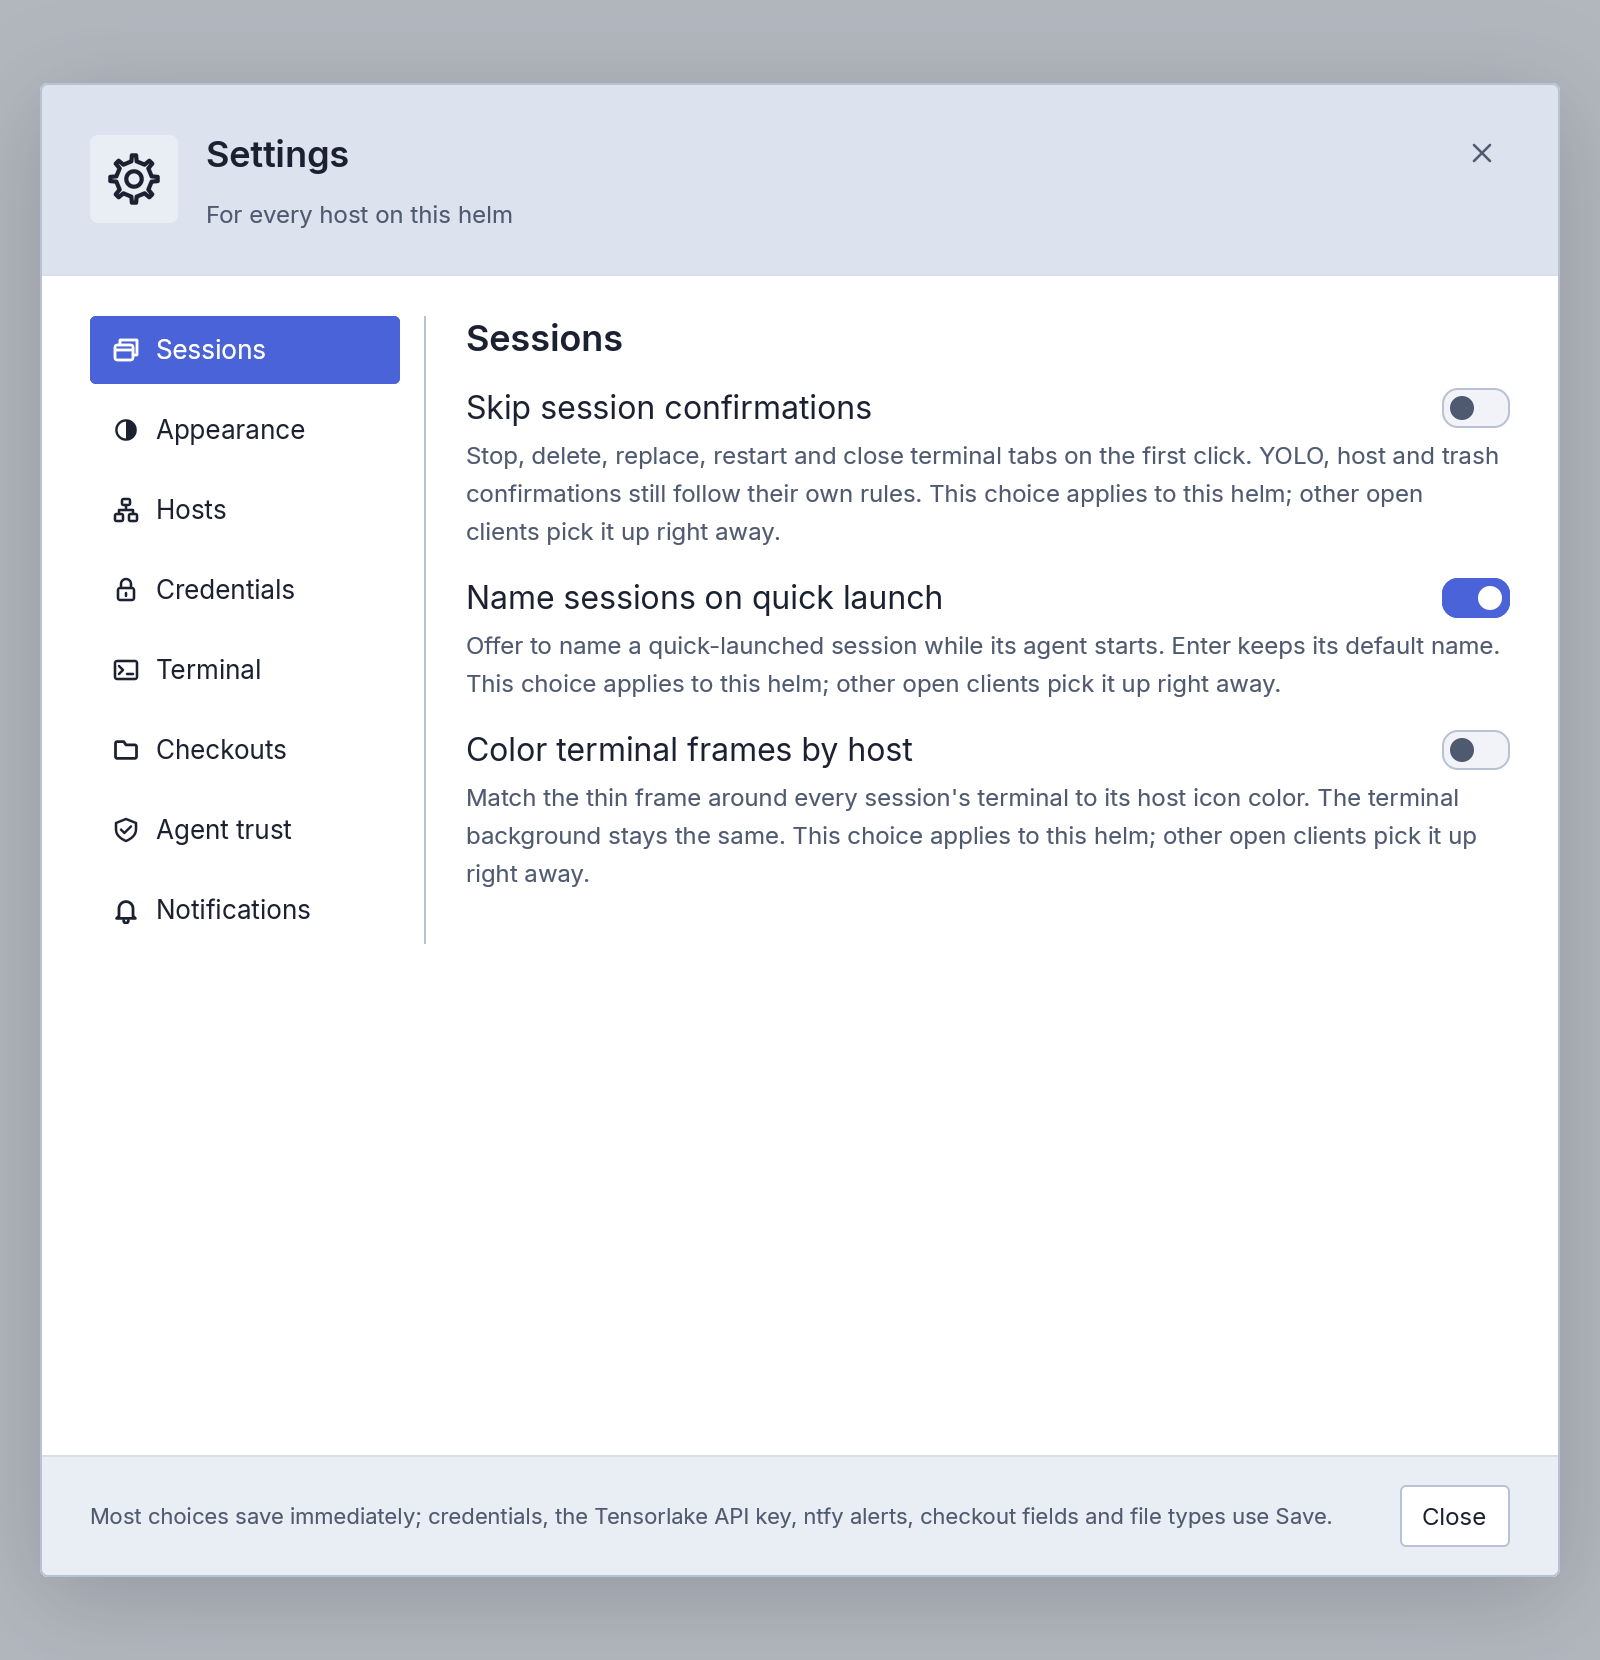 Settings
For every host on this helm
Sessions
Appearance
Hosts
Credentials
Terminal
Checkouts
Agent trust
Notifications
Sessions
Skip session confirmations
Stop, delete, replace, restart and close terminal tabs on the first click. YOLO, host and trash
confirmations still follow their own rules. This choice applies to this helm; other open
clients pick it up right away.
Name sessions on quick launch
Offer to name a quick-launched session while its agent starts. Enter keeps its default name.
This choice applies to this helm; other open clients pick it up right away.
Color terminal frames by host
Match the thin frame around every session's terminal to its host icon color. The terminal
background stays the same. This choice applies to this helm; other open clients pick it up
right away.
Most choices save immediately; credentials, the Tensorlake API key, ntfy alerts, checkout fields and file types use Save.
Close